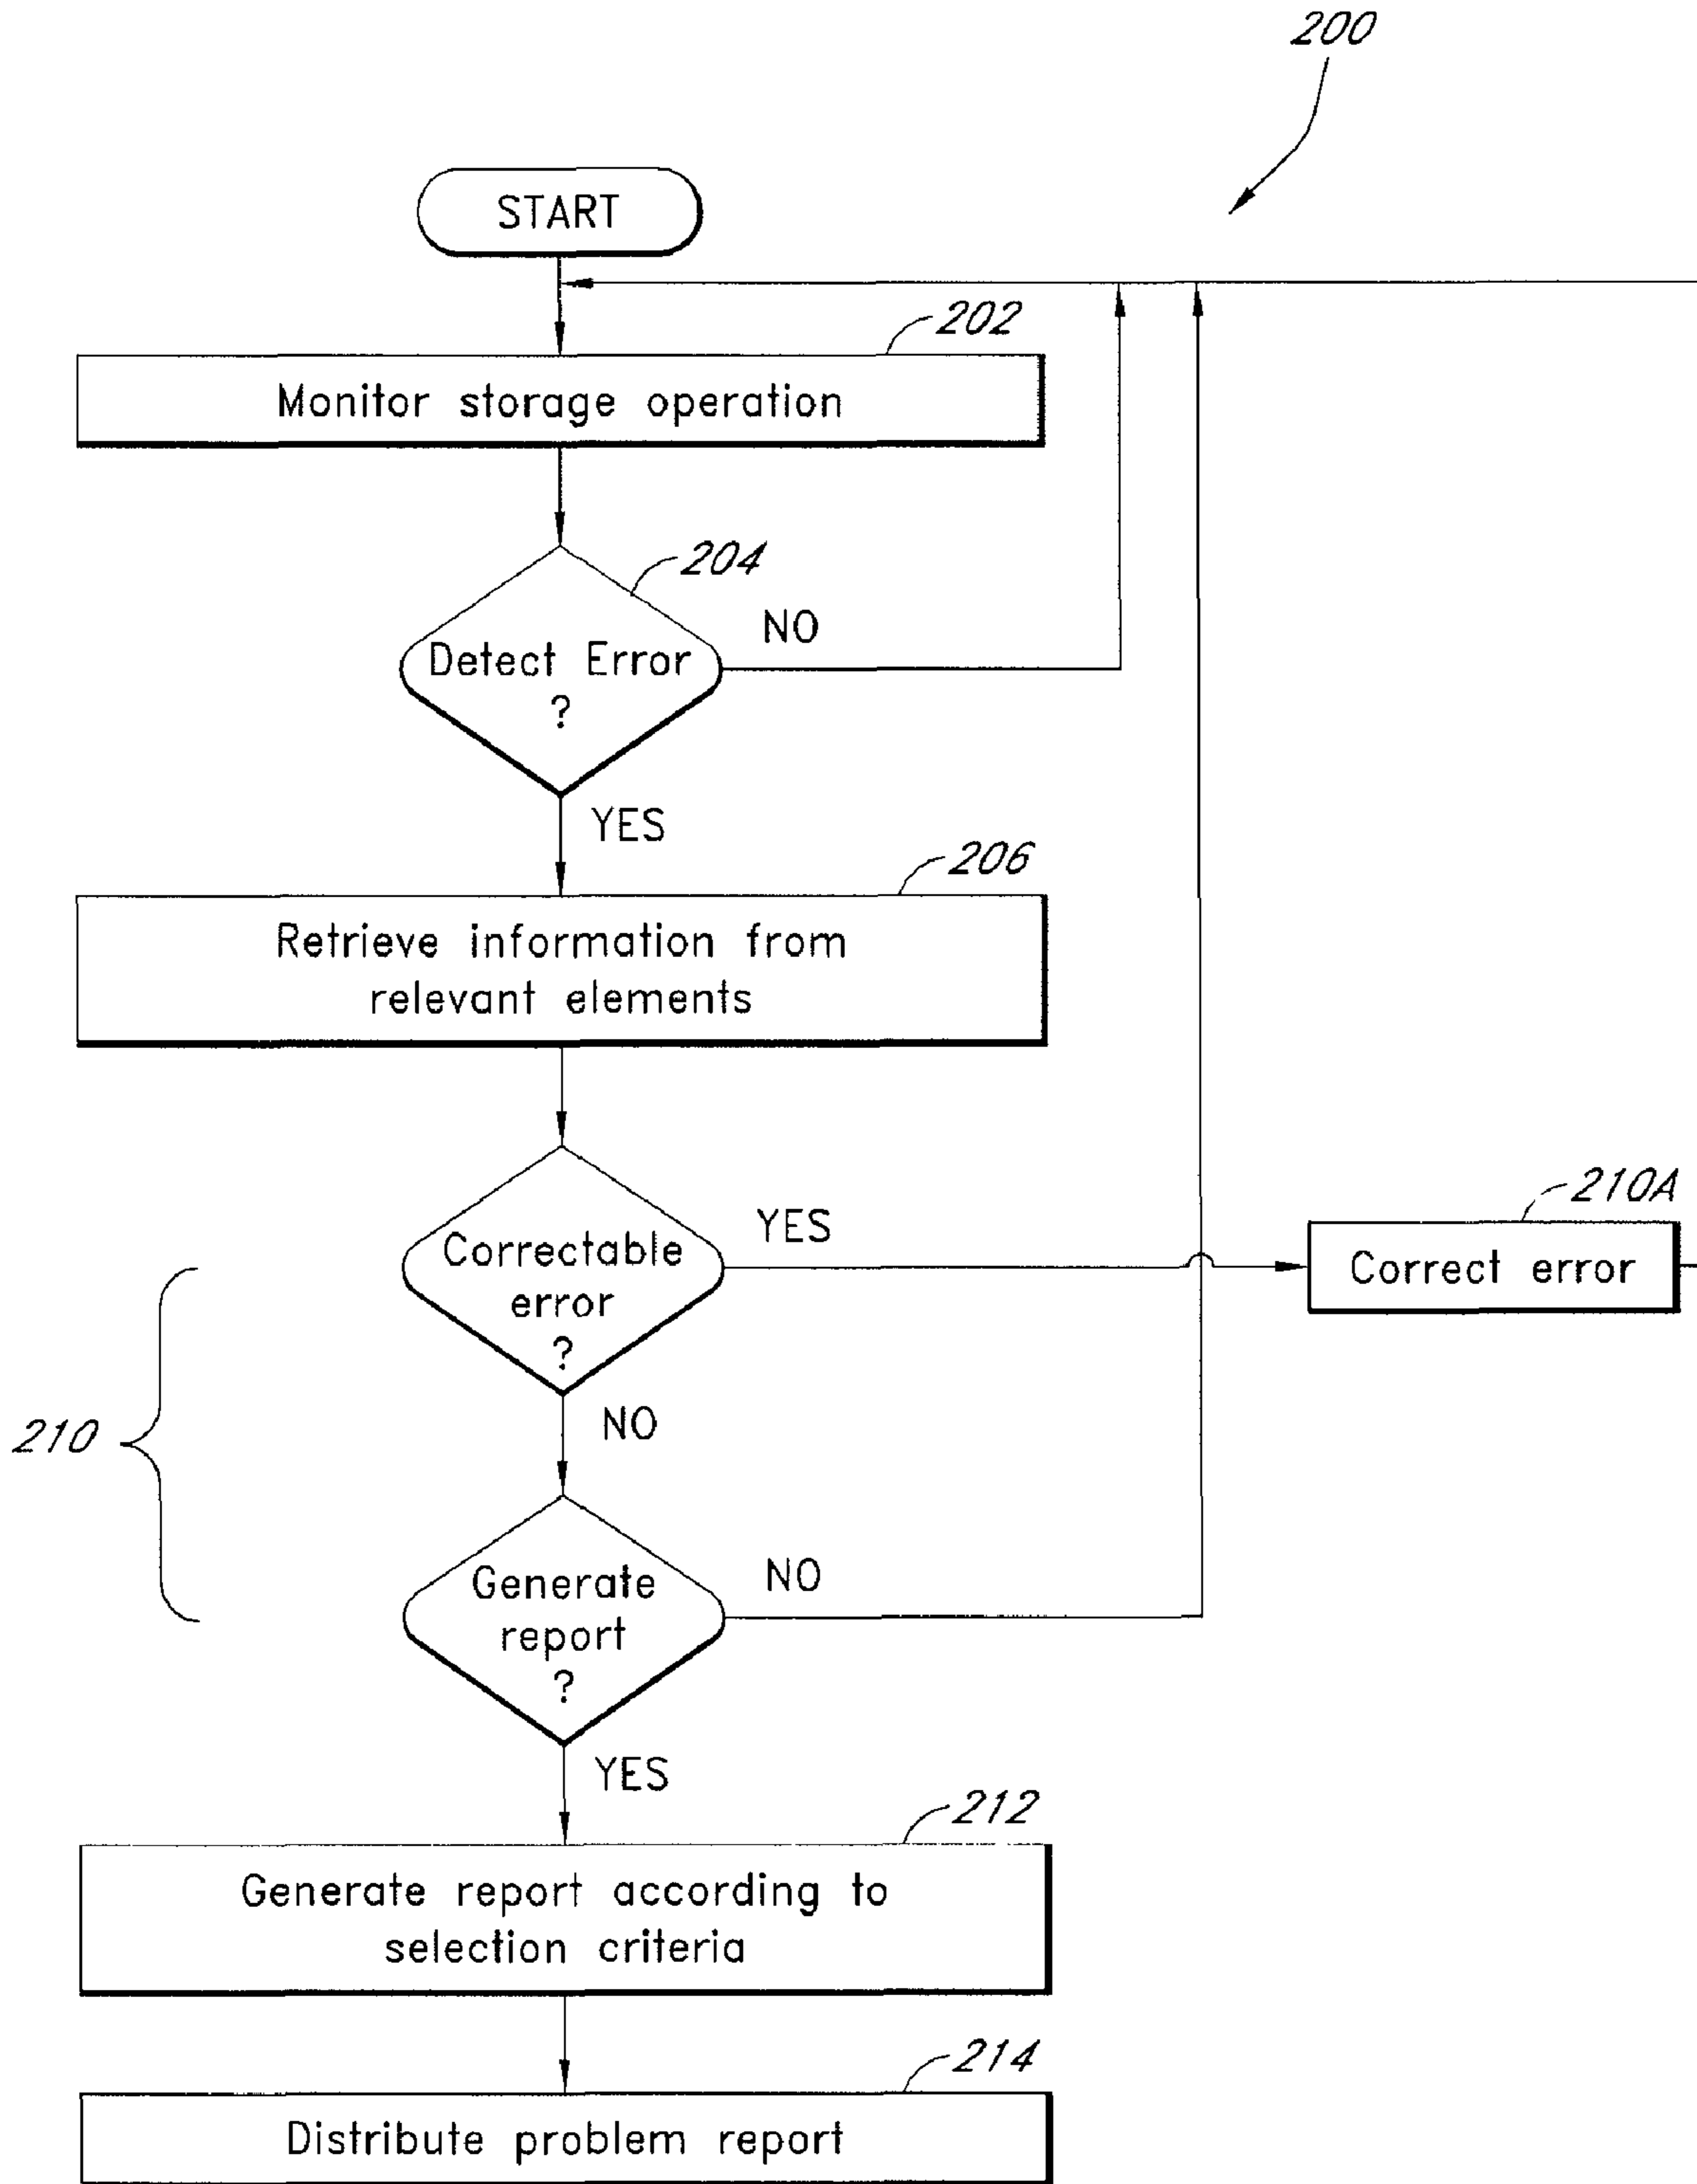 200
START
202
Monitor storage operation
204
NO
Detect Error
?
YES
206
Retrieve information from
relevant elements
210A
YES
Correctable
error
?
Correct error
NO
210
Generate
report
?
NO
YES
212
Generate report according to
selection criteria
214
Distribute problem report